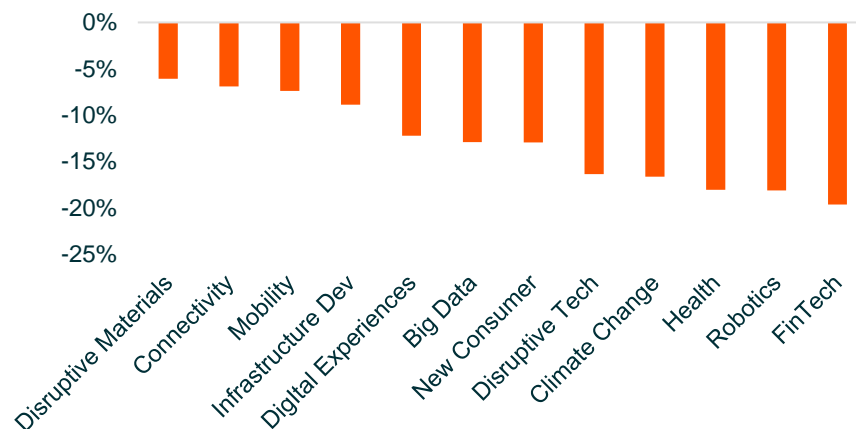 0%
-5%
-10%
-15%
-20%
-25%
Disruptive Materials
Connectivity
Mobility
Infrastructure Dev
DigItal Experiences
Big Data
New Consumer
Disruptive Tech
Climate Change
Health
Robotics
FinTech